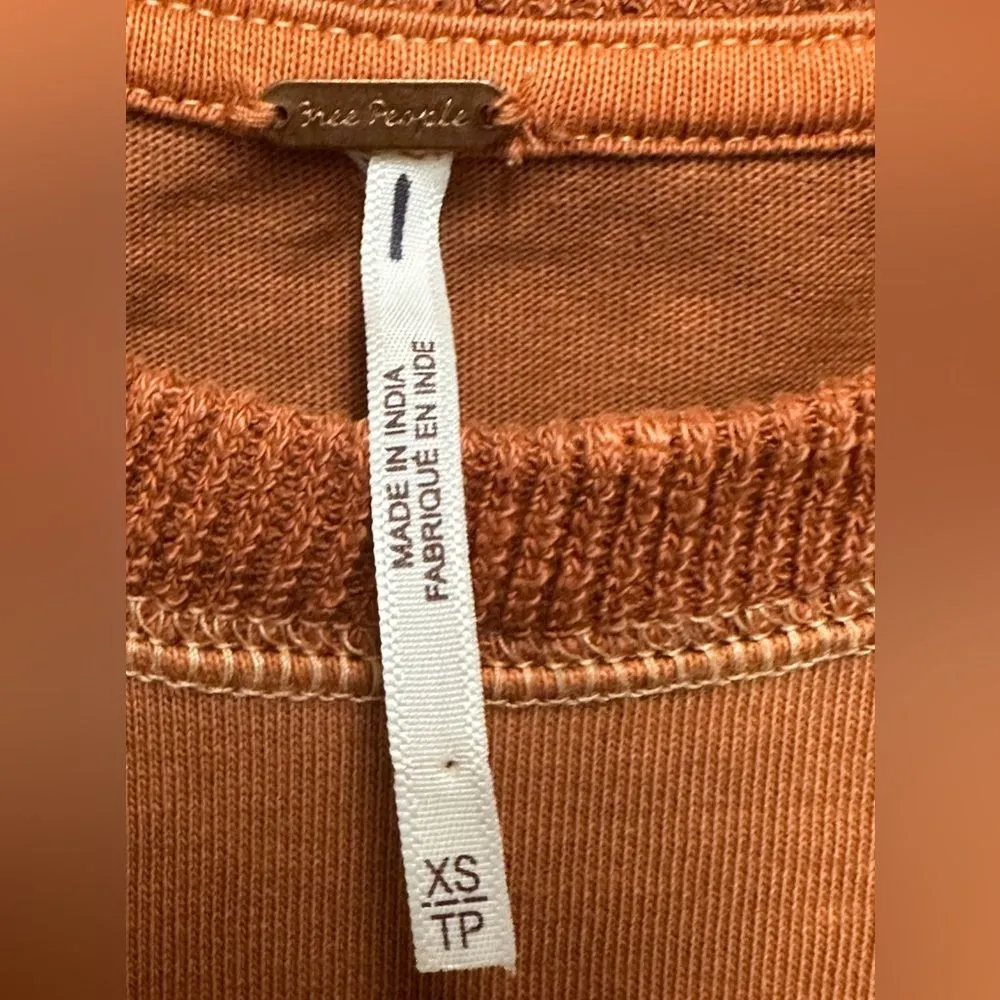 Free People
MADE IN INDIA
FABRIQUÉ EN INDE
XS
TP